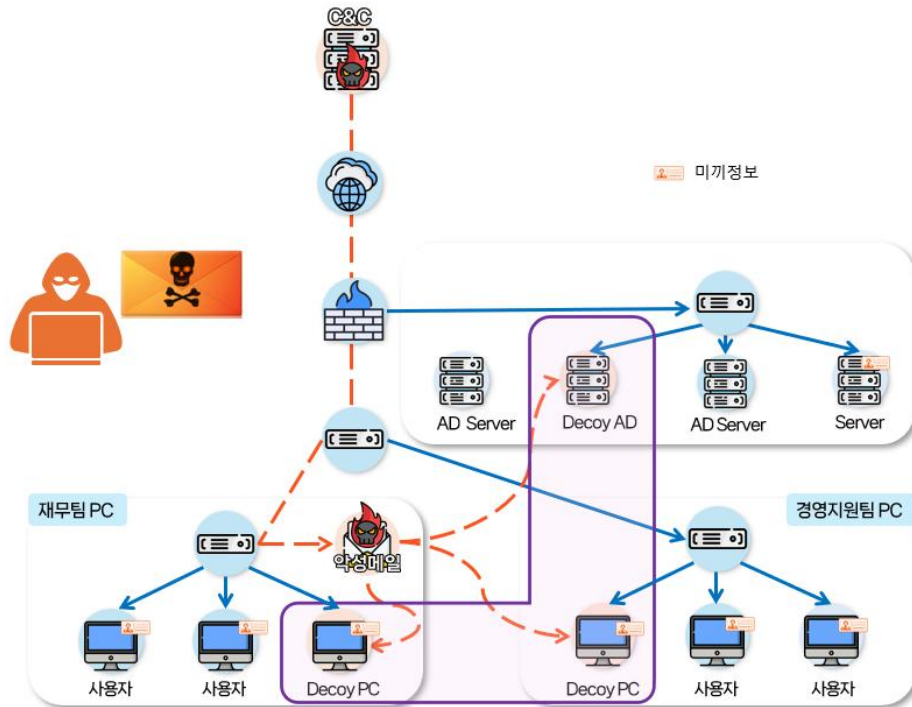 C&C
미끼정보
AD Server
Decoy AD
AD Server
Server
재무팀 PC
악성메일
경영지원팀 PC
사용자
사용자
Decoy PC
Decoy PC
사용자
사용자